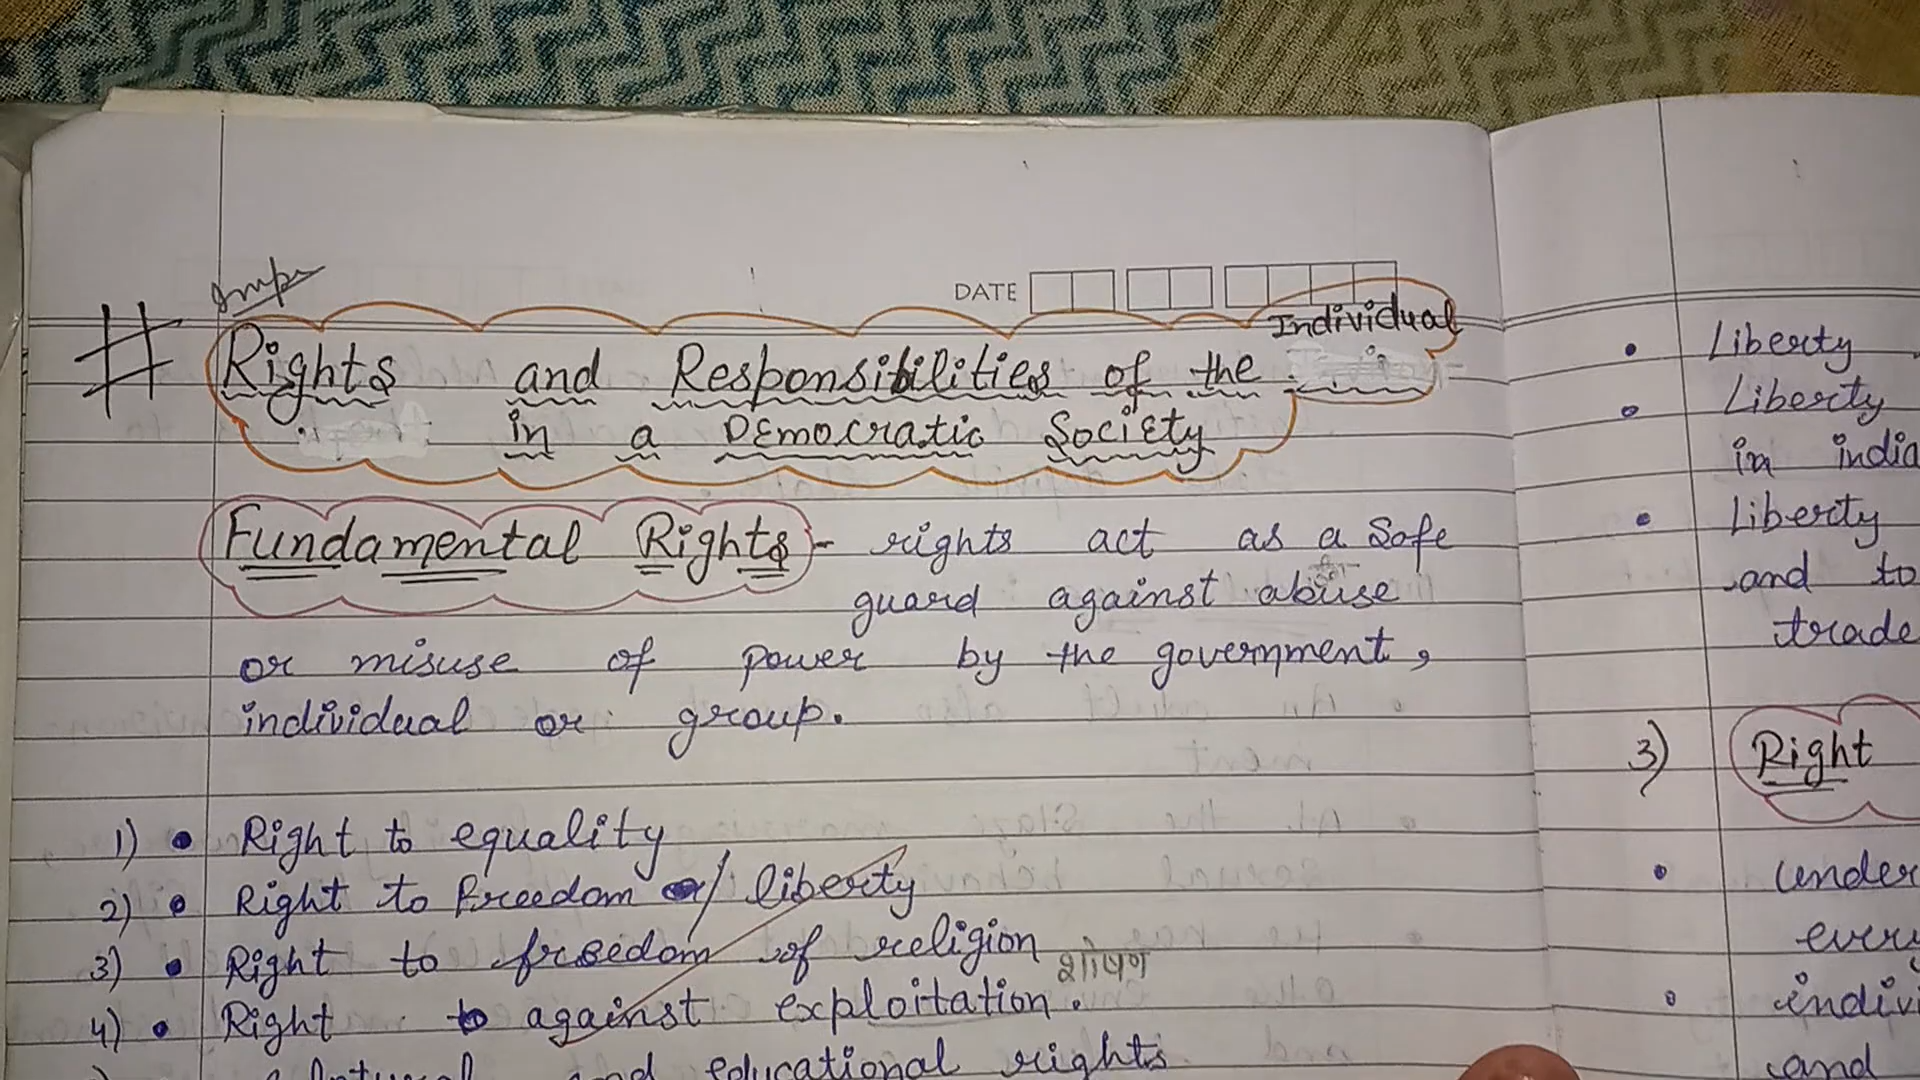 Imp
DATE
Individual
# Rights and Responsibilities of the
in a DEmocratic SociEty
Fundamental Rights - rights act as a Safe
guard against abuse
or misuse of power by the government,
individual or group.
1) • Right to equality
2) • Right to Freedom or/ liberty
3) • Right to freedom of religion
शोषण
4) • Right to against exploitation.
and educational rights
• Liberty
• Liberty
in india
• Liberty
and to
trade
3) Right
• under
every
• indivi
and